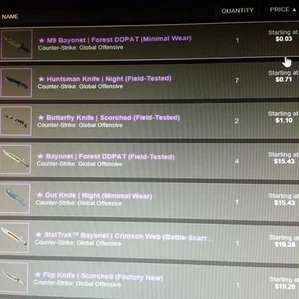 NAME QUANTITY PRICE ▲
★ M9 Bayonet | Forest DDPAT (Minimal Wear) 1 Starting at
Counter-Strike: Global Offensive $0.03
★ Huntsman Knife | Night (Field-Tested) 7 Starting at
Counter-Strike: Global Offensive $0.71
★ Butterfly Knife | Scorched (Field-Tested) 2 Starting at
Counter-Strike: Global Offensive $1.10
★ Bayonet | Forest DDPAT (Field-Tested) 4 Starting at
Counter-Strike: Global Offensive $15.43
★ Gut Knife | Night (Minimal Wear) 1 Starting at
Counter-Strike: Global Offensive $15.43
★ StatTrak™ Bayonet | Crimson Web (Battle-Scarr 1 Starting at
Counter-Strike: Global Offensive $19.28
★ Flip Knife | Scorched (Factory New) 1 Starting at
Counter-Strike: Global Offensive $19.28